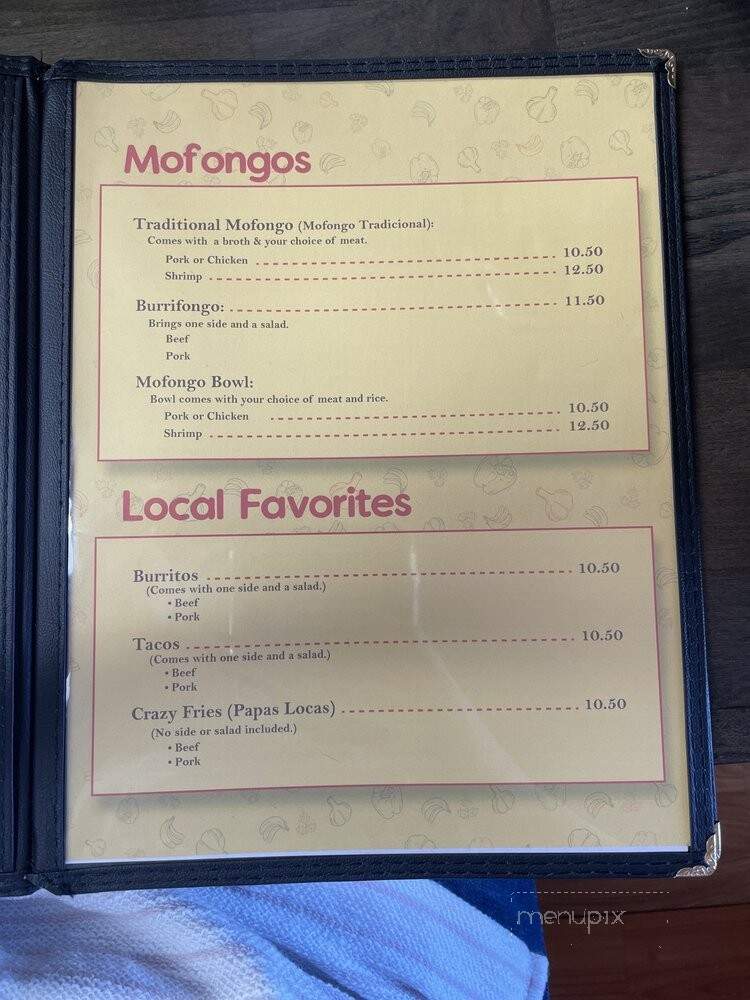 Mofongos
Traditional Mofongo (Mofongo Tradicional):
Comes with a broth & your choice of meat.
Pork or Chicken 10.50
Shrimp 12.50
Burrifongo: 11.50
Brings one side and a salad.
Beef
Pork
Mofongo Bowl:
Bowl comes with your choice of meat and rice.
Pork or Chicken 10.50
Shrimp 12.50
Local Favorites
Burritos 10.50
(Comes with one side and a salad.)
• Beef
• Pork
Tacos 10.50
(Comes with one side and a salad.)
• Beef
• Pork
Crazy Fries (Papas Locas) 10.50
(No side or salad included.)
• Beef
• Pork
menupix